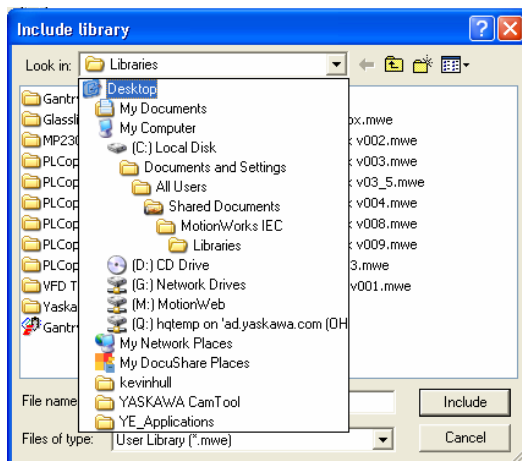 Include library
Look in: Libraries
Desktop
My Documents
My Computer
(C:) Local Disk
Documents and Settings
All Users
Shared Documents
MotionWorks IEC
Libraries
(D:) CD Drive
(G:) Network Drives
(M:) MotionWeb
(Q:) hqtemp on 'ad.yaskawa.com (OH
My Network Places
My DocuShare Places
kevinhull
YASKAWA CamTool
YE_Applications
Gantr
Glassli
MP230
PLCop
PLCop
PLCop
PLCop
PLCop
PLCop
PLCop
VFD T
Yaska
Gantr
ox.mwe
v002.mwe
v003.mwe
v03_5.mwe
v004.mwe
v008.mwe
v009.mwe
3.mwe
v001.mwe
File name
Include
Files of type: User Library (*.mwe)
Cancel